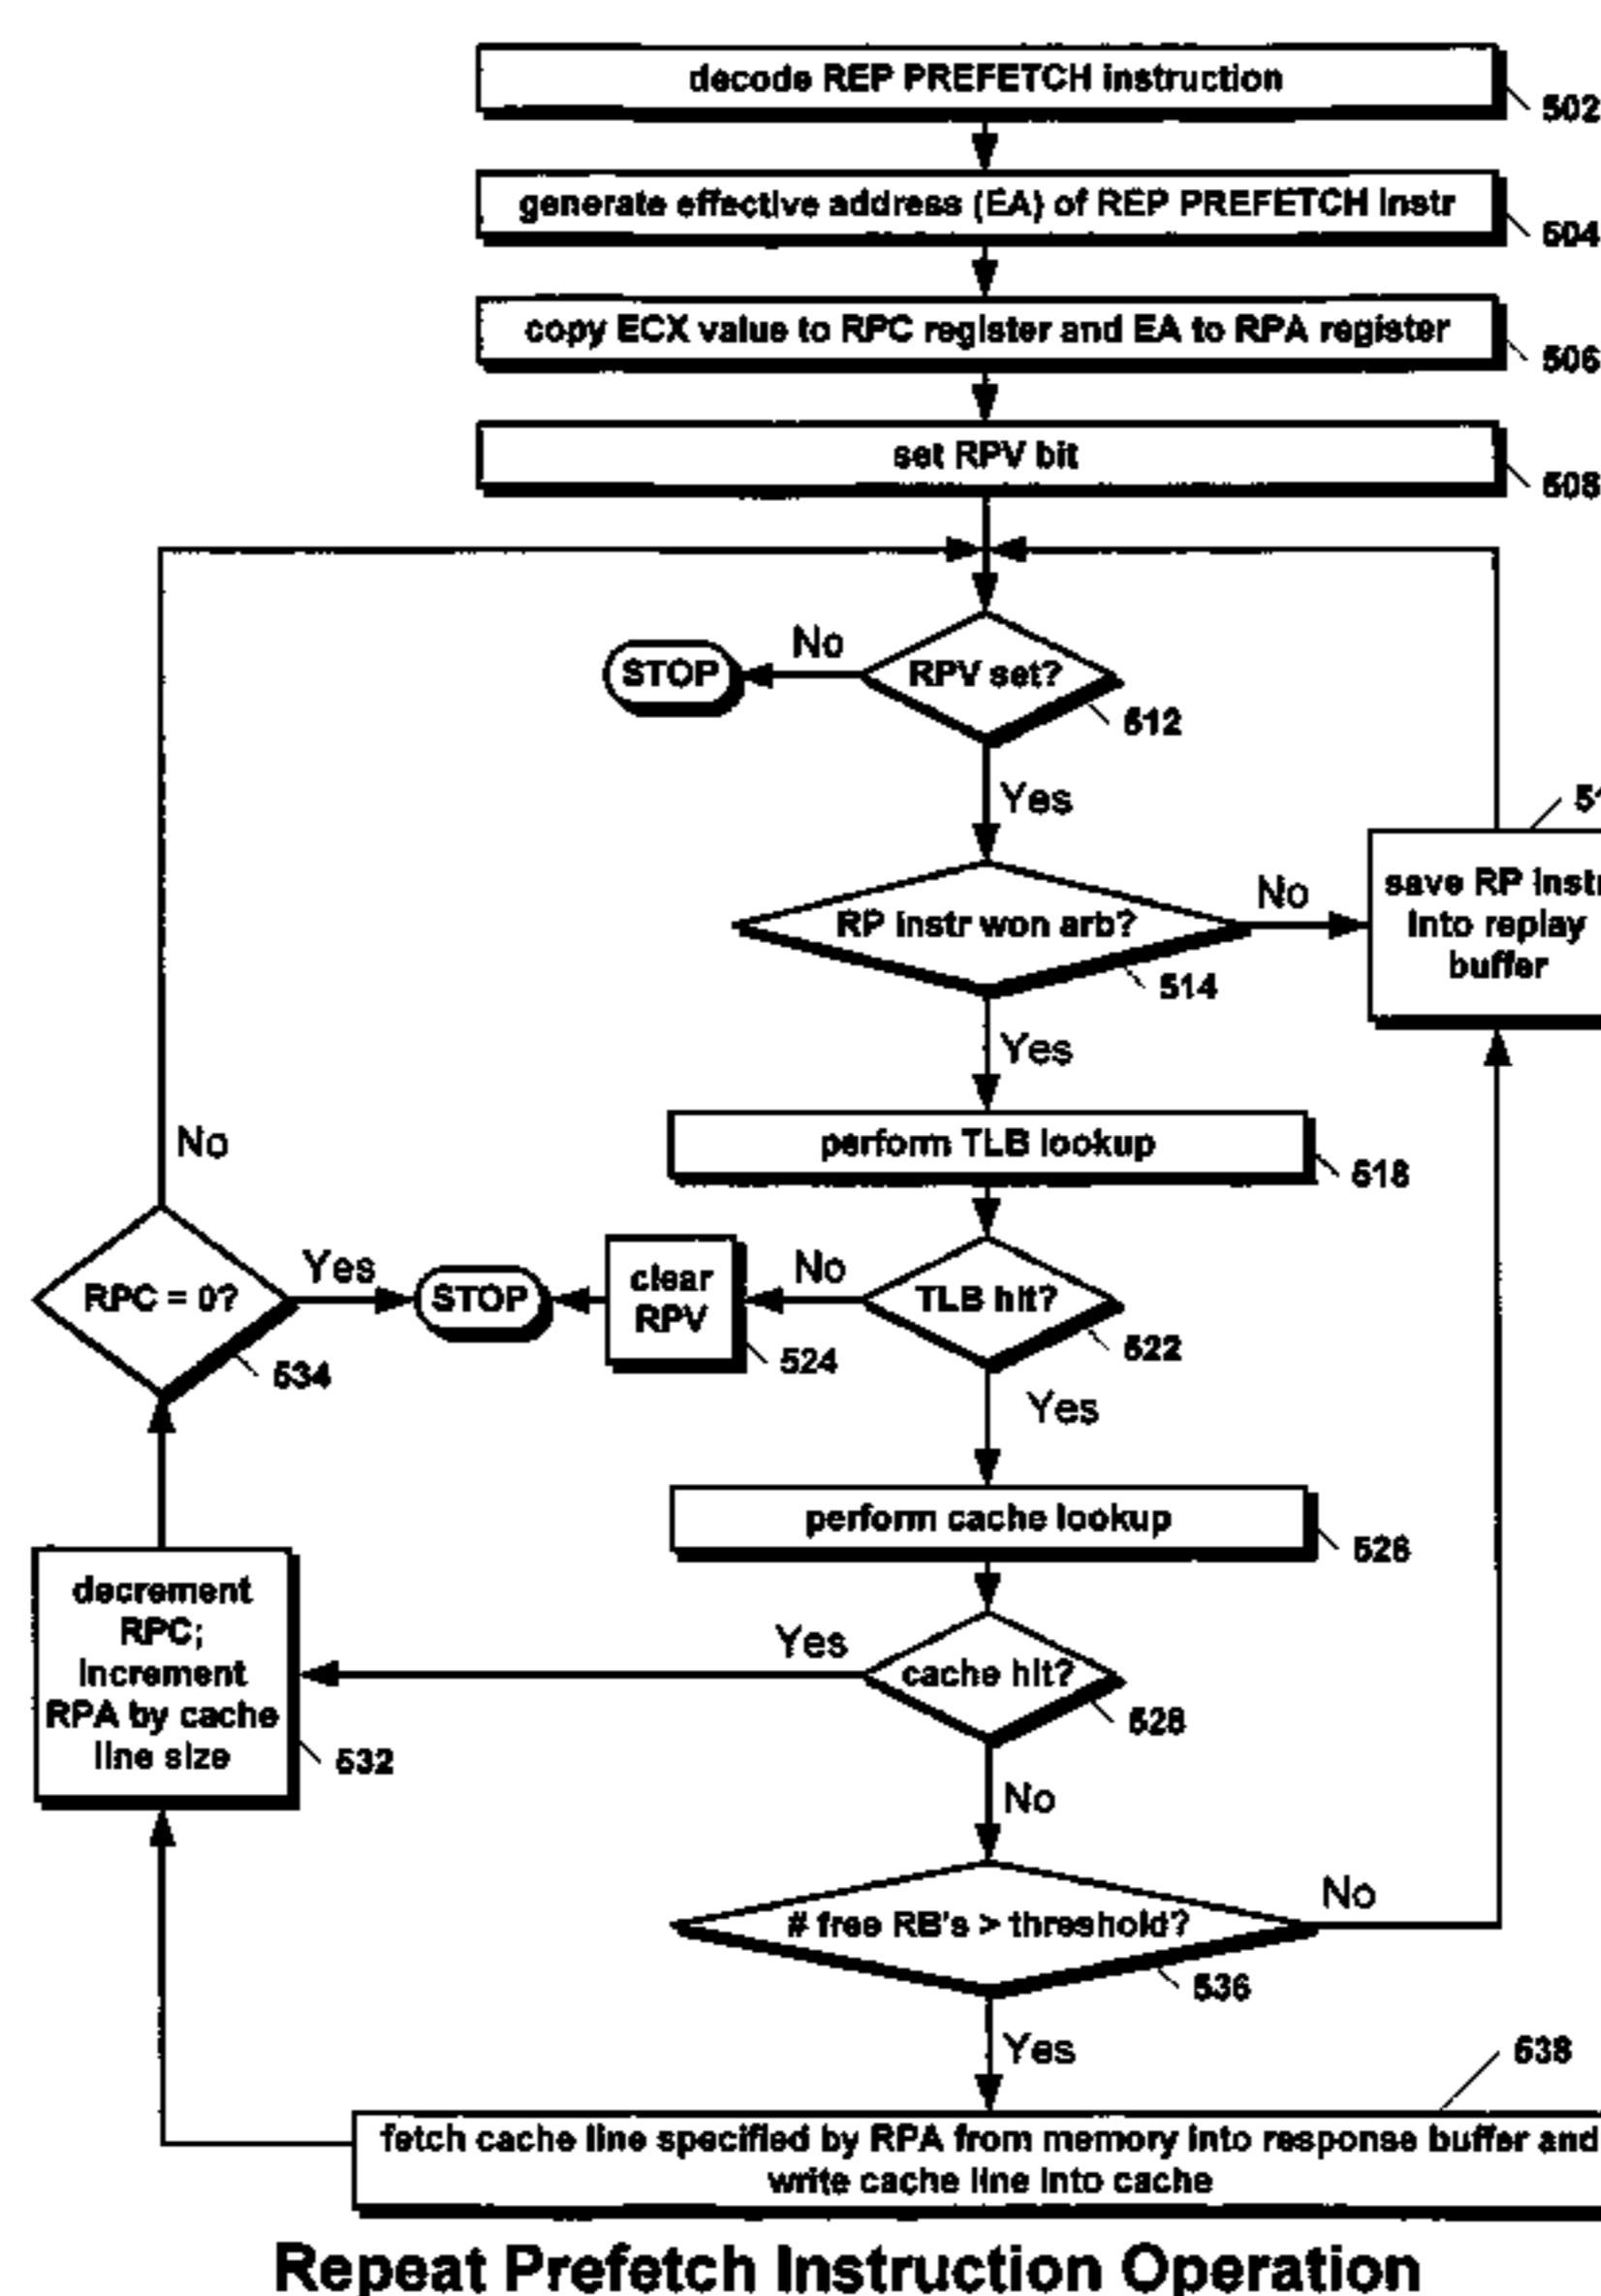 decode REP PREFETCH instruction
502
generate effective address (EA) of REP PREFETCH instr
504
copy ECX value to RPC register and EA to RPA register
506
set RPV bit
508
No
STOP
RPV set?
512
Yes
51
No
save RP instr
into replay
buffer
RP instr won arb?
514
Yes
No
perform TLB lookup
518
RPC = 0?
Yes
STOP
clear
RPV
No
TLB hit?
534
524
522
Yes
perform cache lookup
526
decrement
RPC;
increment
RPA by cache
line size
532
Yes
cache hit?
528
No
# free RB's > threshold?
No
536
Yes
538
fetch cache line specified by RPA from memory into response buffer and
write cache line into cache
Repeat Prefetch Instruction Operation